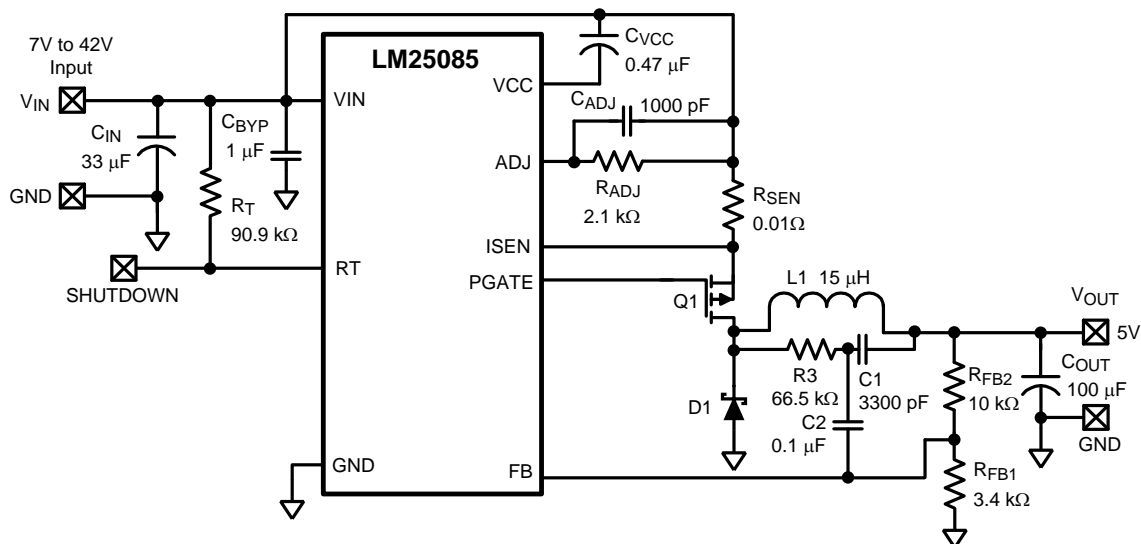 7V to 42V
Input
VIN
CIN
33 μF
GND
RT
90.9 kΩ
SHUTDOWN
CBYP
1 μF
LM25085
VIN
RT
GND
VCC
ADJ
ISEN
PGATE
FB
CVCC
0.47 μF
CADJ
1000 pF
RADJ
2.1 kΩ
RSEN
0.01Ω
Q1
L1 15 μH
R3
66.5 kΩ
C1
3300 pF
C2
0.1 μF
D1
VOUT
5V
RFB2
10 kΩ
COUT
100 μF
GND
RFB1
3.4 kΩ